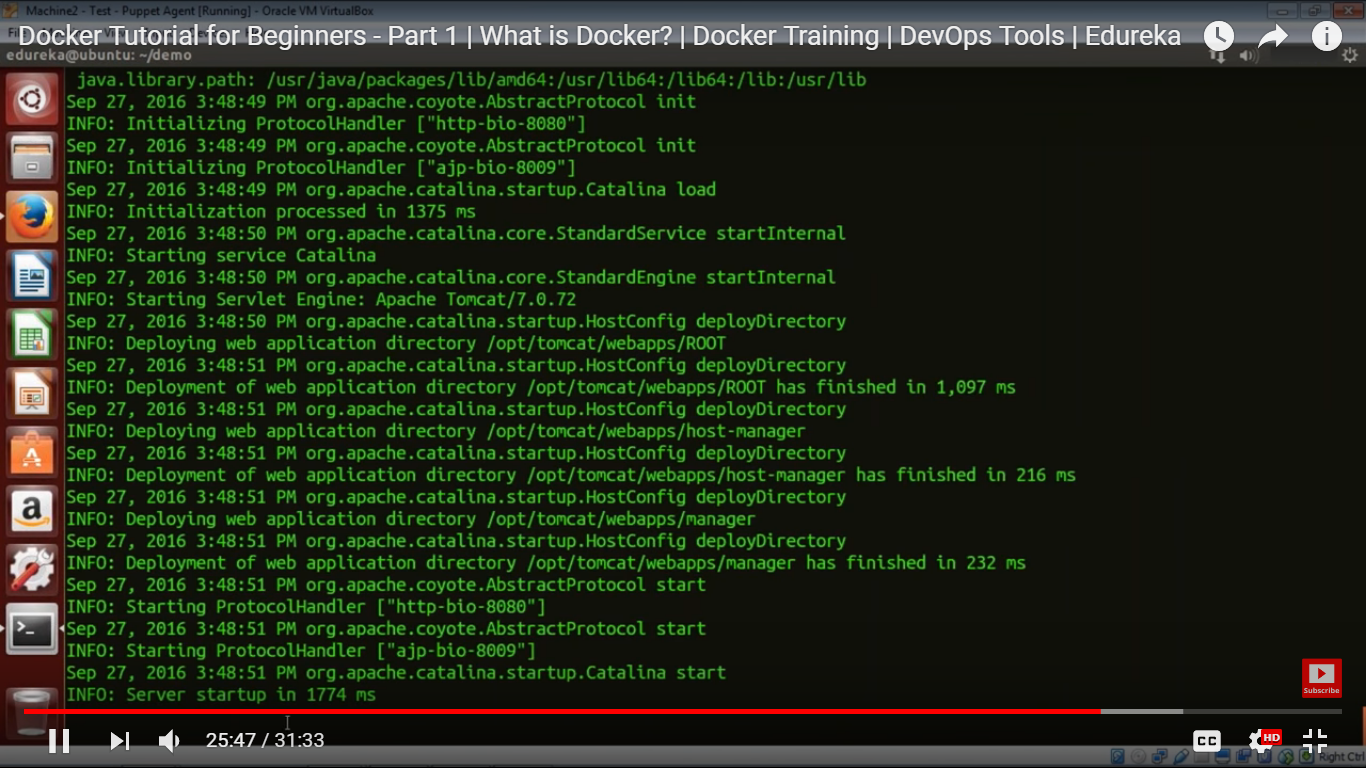 Machine2 - Test - Puppet Agent [Running] - Oracle VM VirtualBox
Docker Tutorial for Beginners - Part 1 | What is Docker? | Docker Training | DevOps Tools | Edureka
edureka@ubuntu: ~/demo
java.library.path: /usr/java/packages/lib/amd64:/usr/lib64:/lib64:/lib:/usr/lib
Sep 27, 2016 3:48:49 PM org.apache.coyote.AbstractProtocol init
INFO: Initializing ProtocolHandler ["http-bio-8080"]
Sep 27, 2016 3:48:49 PM org.apache.coyote.AbstractProtocol init
INFO: Initializing ProtocolHandler ["ajp-bio-8009"]
Sep 27, 2016 3:48:49 PM org.apache.catalina.startup.Catalina load
INFO: Initialization processed in 1375 ms
Sep 27, 2016 3:48:50 PM org.apache.catalina.core.StandardService startInternal
INFO: Starting service Catalina
Sep 27, 2016 3:48:50 PM org.apache.catalina.core.StandardEngine startInternal
INFO: Starting Servlet Engine: Apache Tomcat/7.0.72
Sep 27, 2016 3:48:50 PM org.apache.catalina.startup.HostConfig deployDirectory
INFO: Deploying web application directory /opt/tomcat/webapps/ROOT
Sep 27, 2016 3:48:51 PM org.apache.catalina.startup.HostConfig deployDirectory
INFO: Deployment of web application directory /opt/tomcat/webapps/ROOT has finished in 1,097 ms
Sep 27, 2016 3:48:51 PM org.apache.catalina.startup.HostConfig deployDirectory
INFO: Deploying web application directory /opt/tomcat/webapps/host-manager
Sep 27, 2016 3:48:51 PM org.apache.catalina.startup.HostConfig deployDirectory
INFO: Deployment of web application directory /opt/tomcat/webapps/host-manager has finished in 216 ms
Sep 27, 2016 3:48:51 PM org.apache.catalina.startup.HostConfig deployDirectory
INFO: Deploying web application directory /opt/tomcat/webapps/manager
Sep 27, 2016 3:48:51 PM org.apache.catalina.startup.HostConfig deployDirectory
INFO: Deployment of web application directory /opt/tomcat/webapps/manager has finished in 232 ms
Sep 27, 2016 3:48:51 PM org.apache.coyote.AbstractProtocol start
INFO: Starting ProtocolHandler ["http-bio-8080"]
Sep 27, 2016 3:48:51 PM org.apache.coyote.AbstractProtocol start
INFO: Starting ProtocolHandler ["ajp-bio-8009"]
Sep 27, 2016 3:48:51 PM org.apache.catalina.startup.Catalina start
INFO: Server startup in 1774 ms
Subscribe
25:47 / 31:33
CC
HD
Right Ctrl